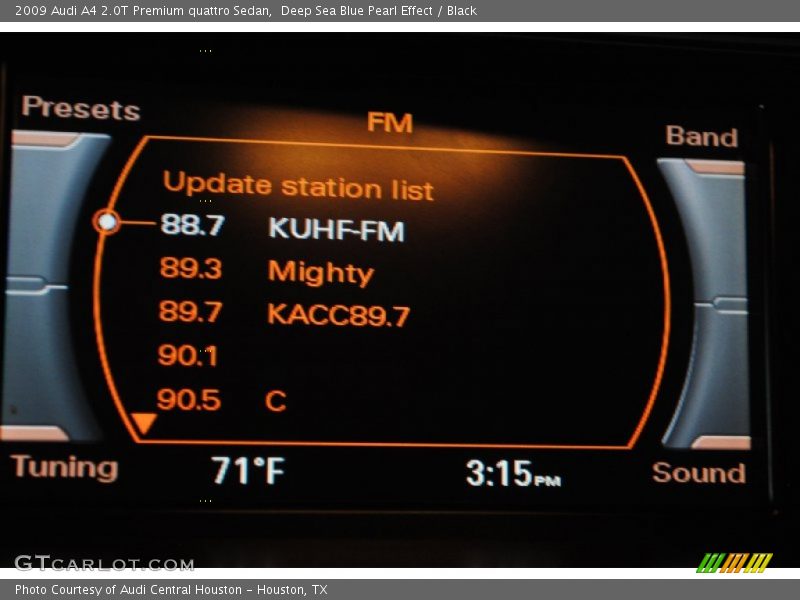 2009 Audi A4 2.0T Premium quattro Sedan,  Deep Sea Blue Pearl Effect / Black
Presets
FM
Band
Update station list
88.7 KUHF-FM
89.3 Mighty
89.7 KACC89.7
90.1
90.5 C
Tuning
71°F
3:15PM
Sound
GTCARLOT.COM
Photo Courtesy of Audi Central Houston - Houston, TX